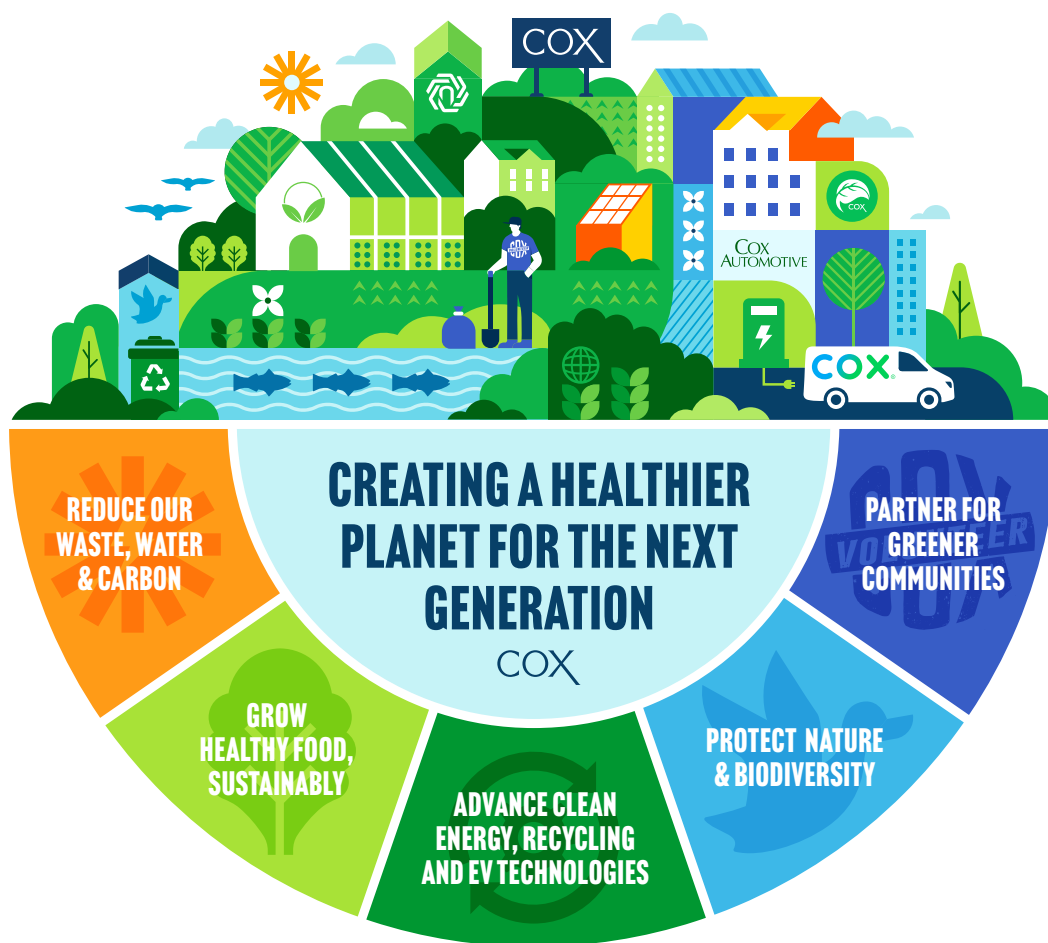 COX
COX
COX
COX
AUTOMOTIVE
COX
CREATING A HEALTHIER
PLANET FOR THE NEXT
GENERATION
COX
REDUCE OUR
WASTE, WATER
& CARBON
GROW
HEALTHY FOOD,
SUSTAINABLY
ADVANCE CLEAN
ENERGY, RECYCLING
AND EV TECHNOLOGIES
PROTECT NATURE
& BIODIVERSITY
PARTNER FOR
GREENER
COMMUNITIES
COX
VOLUNTEER